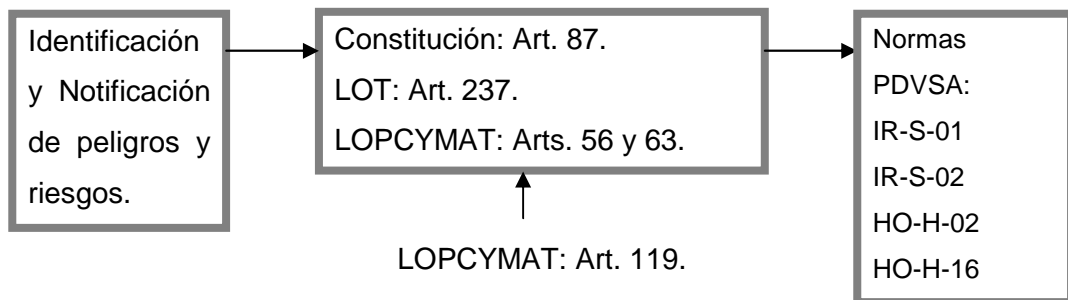 Identificación
y Notificación
de peligros y
riesgos.
Constitución: Art. 87.
LOT: Art. 237.
LOPCYMAT: Arts. 56 y 63.
LOPCYMAT: Art. 119.
Normas
PDVSA:
IR-S-01
IR-S-02
HO-H-02
HO-H-16